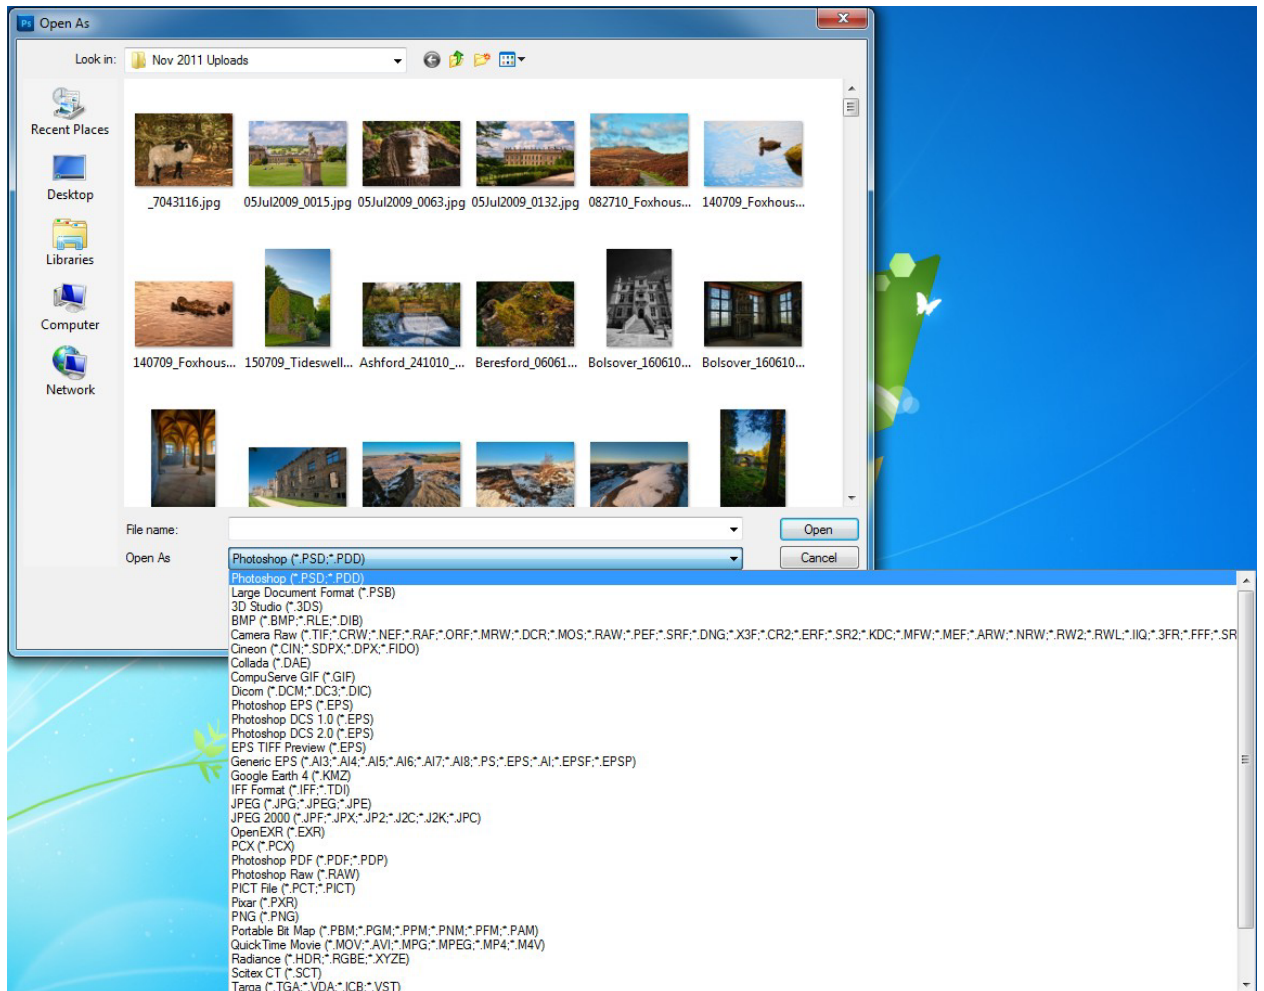 Ps Open As
Look in: Nov 2011 Uploads
Recent Places
Desktop
Libraries
Computer
Network
_7043116.jpg 05Jul2009_0015.jpg 05Jul2009_0063.jpg 05Jul2009_0132.jpg 082710_Foxhous... 140709_Foxhous...
140709_Foxhous... 150709_Tideswell... Ashford_241010_... Beresford_06061... Bolsover_160610... Bolsover_160610...
File name: Open
Open As Photoshop (*.PSD;*.PDD) Cancel
Photoshop (*.PSD;*.PDD)
Large Document Format (*.PSB)
3D Studio (*.3DS)
BMP (*.BMP;*.RLE;*.DIB)
Camera Raw (*.TIF;*.CRW;*.NEF;*.RAF;*.ORF;*.MRW;*.DCR;*.MOS;*.RAW;*.PEF;*.SRF;*.DNG;*.X3F;*.CR2;*.ERF;*.SR2;*.KDC;*.MFW;*.MEF;*.ARW;*.NRW;*.RW2;*.RWL;*.IIQ;*.3FR;*.FFF;*.SR
Cineon (*.CIN;*.SDPX;*.DPX;*.FIDO)
Collada (*.DAE)
CompuServe GIF (*.GIF)
Dicom (*.DCM;*.DC3;*.DIC)
Photoshop EPS (*.EPS)
Photoshop DCS 1.0 (*.EPS)
Photoshop DCS 2.0 (*.EPS)
EPS TIFF Preview (*.EPS)
Generic EPS (*.AI3;*.AI4;*.AI5;*.AI6;*.AI7;*.AI8;*.PS;*.EPS;*.AI;*.EPSF;*.EPSP)
Google Earth 4 (*.KMZ)
IFF Format (*.IFF;*.TDI)
JPEG (*.JPG;*.JPEG;*.JPE)
JPEG 2000 (*.JPF;*.JPX;*.JP2;*.J2C;*.J2K;*.JPC)
OpenEXR (*.EXR)
PCX (*.PCX)
Photoshop PDF (*.PDF;*.PDP)
Photoshop Raw (*.RAW)
PICT File (*.PCT;*.PICT)
Pixar (*.PXR)
PNG (*.PNG)
Portable Bit Map (*.PBM;*.PGM;*.PPM;*.PNM;*.PFM;*.PAM)
QuickTime Movie (*.MOV;*.AVI;*.MPG;*.MPEG;*.MP4;*.M4V)
Radiance (*.HDR;*.RGBE;*.XYZE)
Scitex CT (*.SCT)
Targa (*.TGA;*.VDA;*.ICB;*.VST)